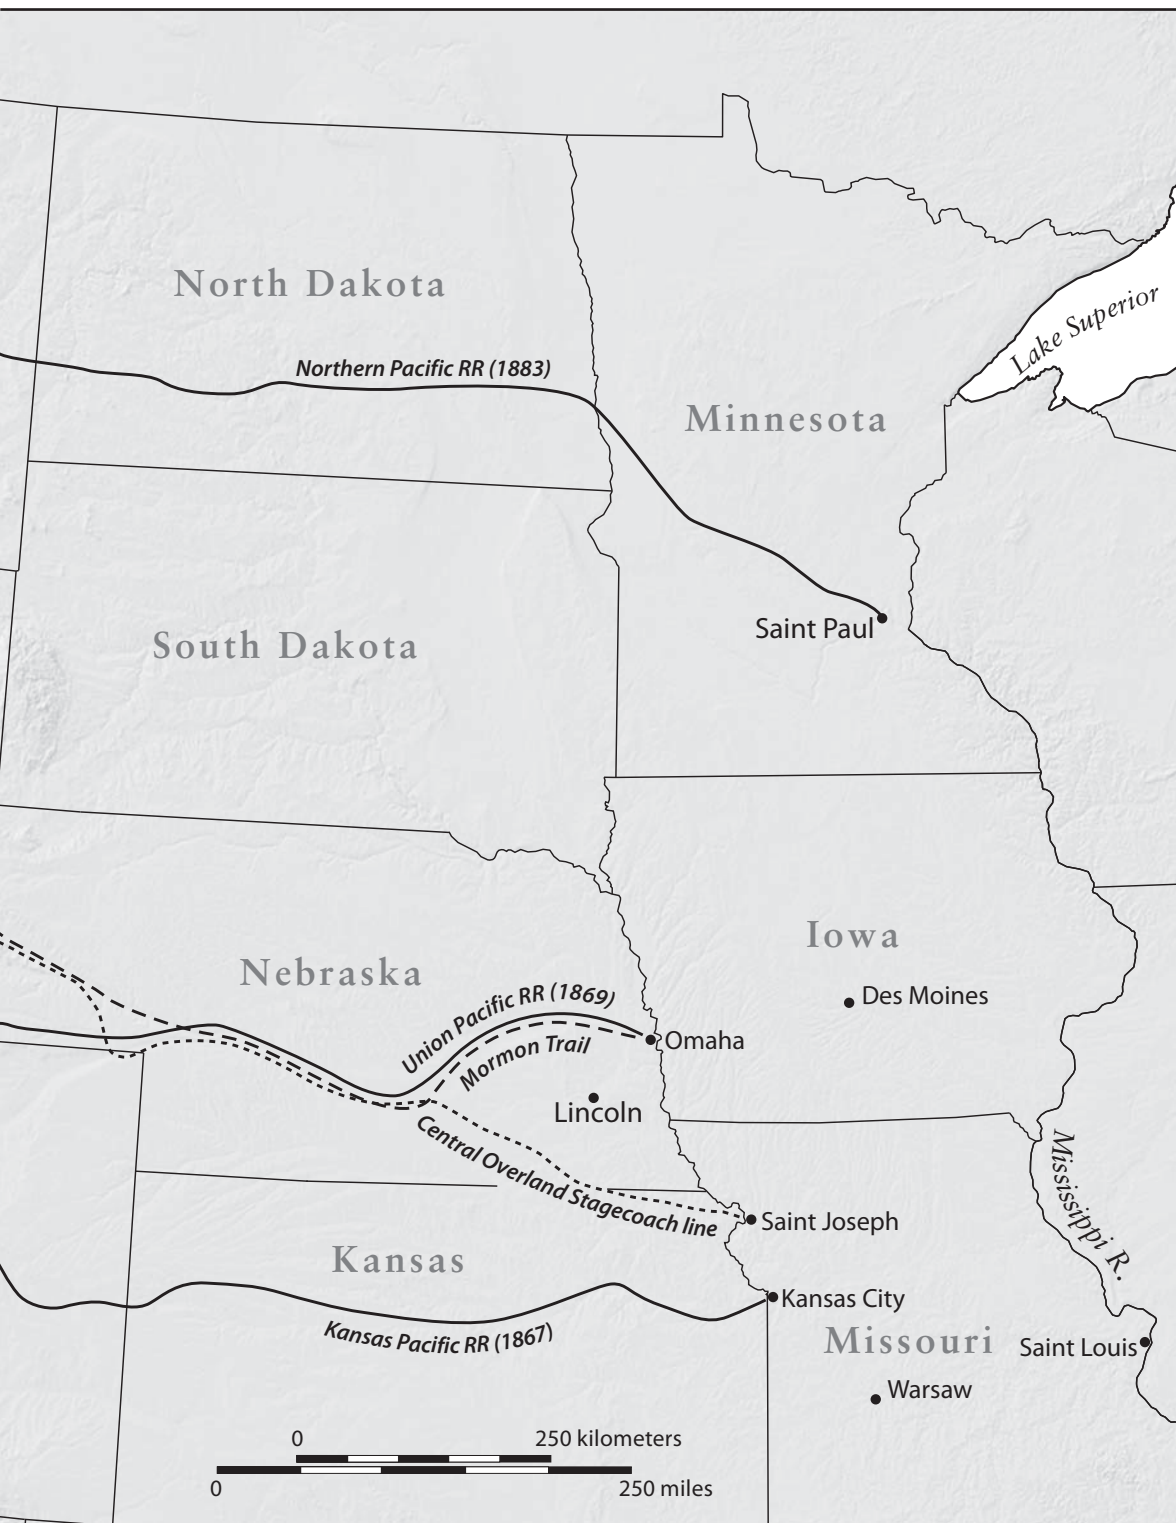 North Dakota
Lake Superior
Northern Pacific RR (1883)
Minnesota
Saint Paul
South Dakota
Iowa
Nebraska
Des Moines
Union Pacific RR (1869)
Omaha
Mormon Trail
Lincoln
Central Overland Stagecoach line
Mississippi R.
Saint Joseph
Kansas
Kansas City
Kansas Pacific RR (1867)
Missouri
Saint Louis
Warsaw
0 250 kilometers
0 250 miles